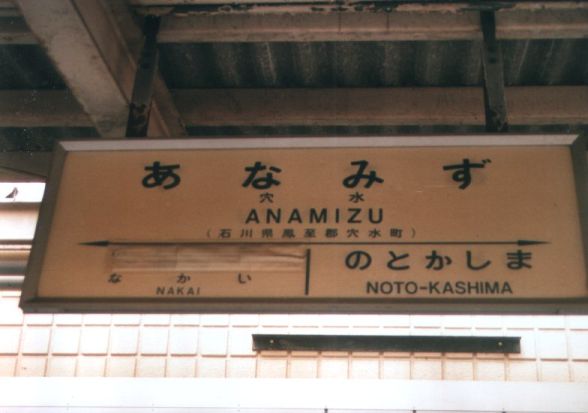 あなみず
穴水
ANAMIZU
(石川県鳳至郡穴水町)
なかい
NAKAI
のとかしま
NOTO-KASHIMA